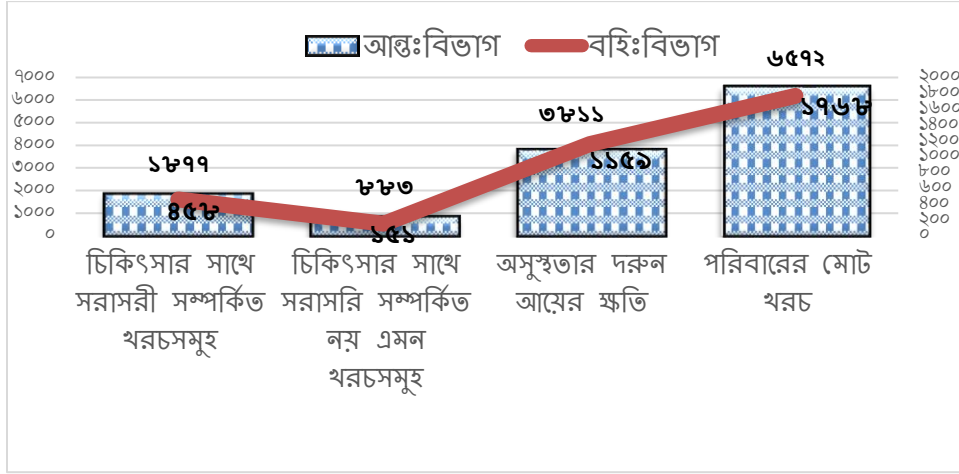 আন্তঃবিভাগ বহিঃবিভাগ
৭০০০
৬০০০
৫০০০
৪০০০
৩০০০
২০০০
১০০০
০
২০০০
১৮০০
১৬০০
১৪০০
১২০০
১০০০
৮০০
৬০০
৪০০
২০০
০
১৮৭৭
৪৫৮
৮৮৩
১৫১
৩৮১১
১১৫৯
৬৫৭২
১৭৬৮
চিকিৎসার সাথে
সরাসরী সম্পর্কিত
খরচসমুহ
চিকিৎসার সাথে
সরাসরি সম্পর্কিত
নয় এমন
খরচসমুহ
অসুস্থতার দরুন
আয়ের ক্ষতি
পরিবারের মোট
খরচ